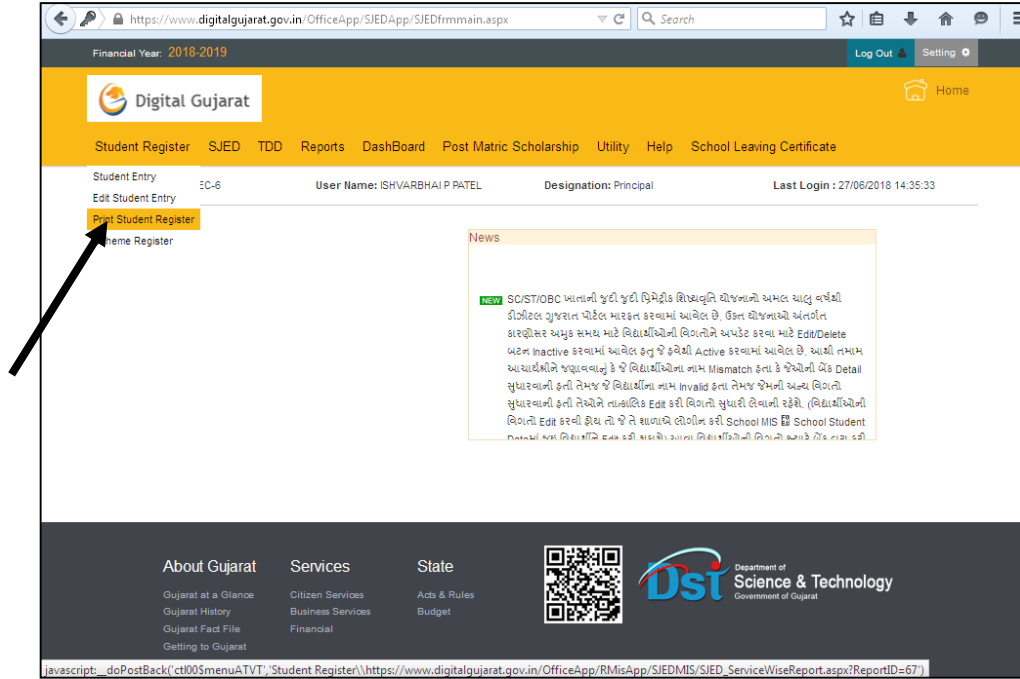 https://www.digitalgujarat.gov.in/OfficeApp/SJEDApp/SJEDfrmmain.aspx
Search
Financial Year: 2018-2019
Log Out
Setting
Digital Gujarat
Home
Student Register SJED TDD Reports DashBoard Post Matric Scholarship Utility Help School Leaving Certificate
Student Entry
EC-6 User Name: ISHVARBHAI P PATEL Designation: Principal Last Login : 27/06/2018 14:35:33
Edit Student Entry
Print Student Register
Scheme Register
News
NEW SC/ST/OBC ખાતાની જુદી જુદી પ્રિમેટ્રીક શિષ્યવૃતિ યોજનાનો અમલ ચાલુ વર્ષથી
ડીઝીટલ ગુજરાત પોર્ટલ મારફત કરવામાં આવેલ છે. ઉક્ત યોજનાઓ અંતર્ગત
કારણોસર અમુક સમય માટે વિદ્યાર્થીઓની વિગતોને અપડેટ કરવા માટે Edit/Delete
બટન Inactive કરવામાં આવેલ હતુ જે હવેથી Active કરવામાં આવેલ છે. આથી તમામ
આચાર્યશ્રીને જણાવવાનું કે જે વિદ્યાર્થીઓના નામ Mismatch હતા કે જેઓની બેંક Detail
સુધારવાની હતી તેમજ જે વિદ્યાર્થીના નામ Invalid હતા તેમજ જેમની અન્ય વિગતો
સુધારવાની હતી તેઓને તાત્કાલિક Edit કરી વિગતો સુધારી લેવાની રહેશે. (વિદ્યાર્થીઓની
વિગતો Edit કરવી હોય તો જે તે શાળાએ લોગીન કરી School MIS School Student
About Gujarat Services State
Gujarat at a Glance Citizen Services Acts & Rules
Gujarat History Business Services Budget
Gujarat Fact File Financial
Getting to Gujarat
Dst
Department of
Science & Technology
Government of Gujarat
javascript:__doPostBack('ctl00$menuATVT','Student Register\\https://www.digitalgujarat.gov.in/OfficeApp/RMisApp/SJEDMIS/SJED_ServiceWiseReport.aspx?ReportID=67')